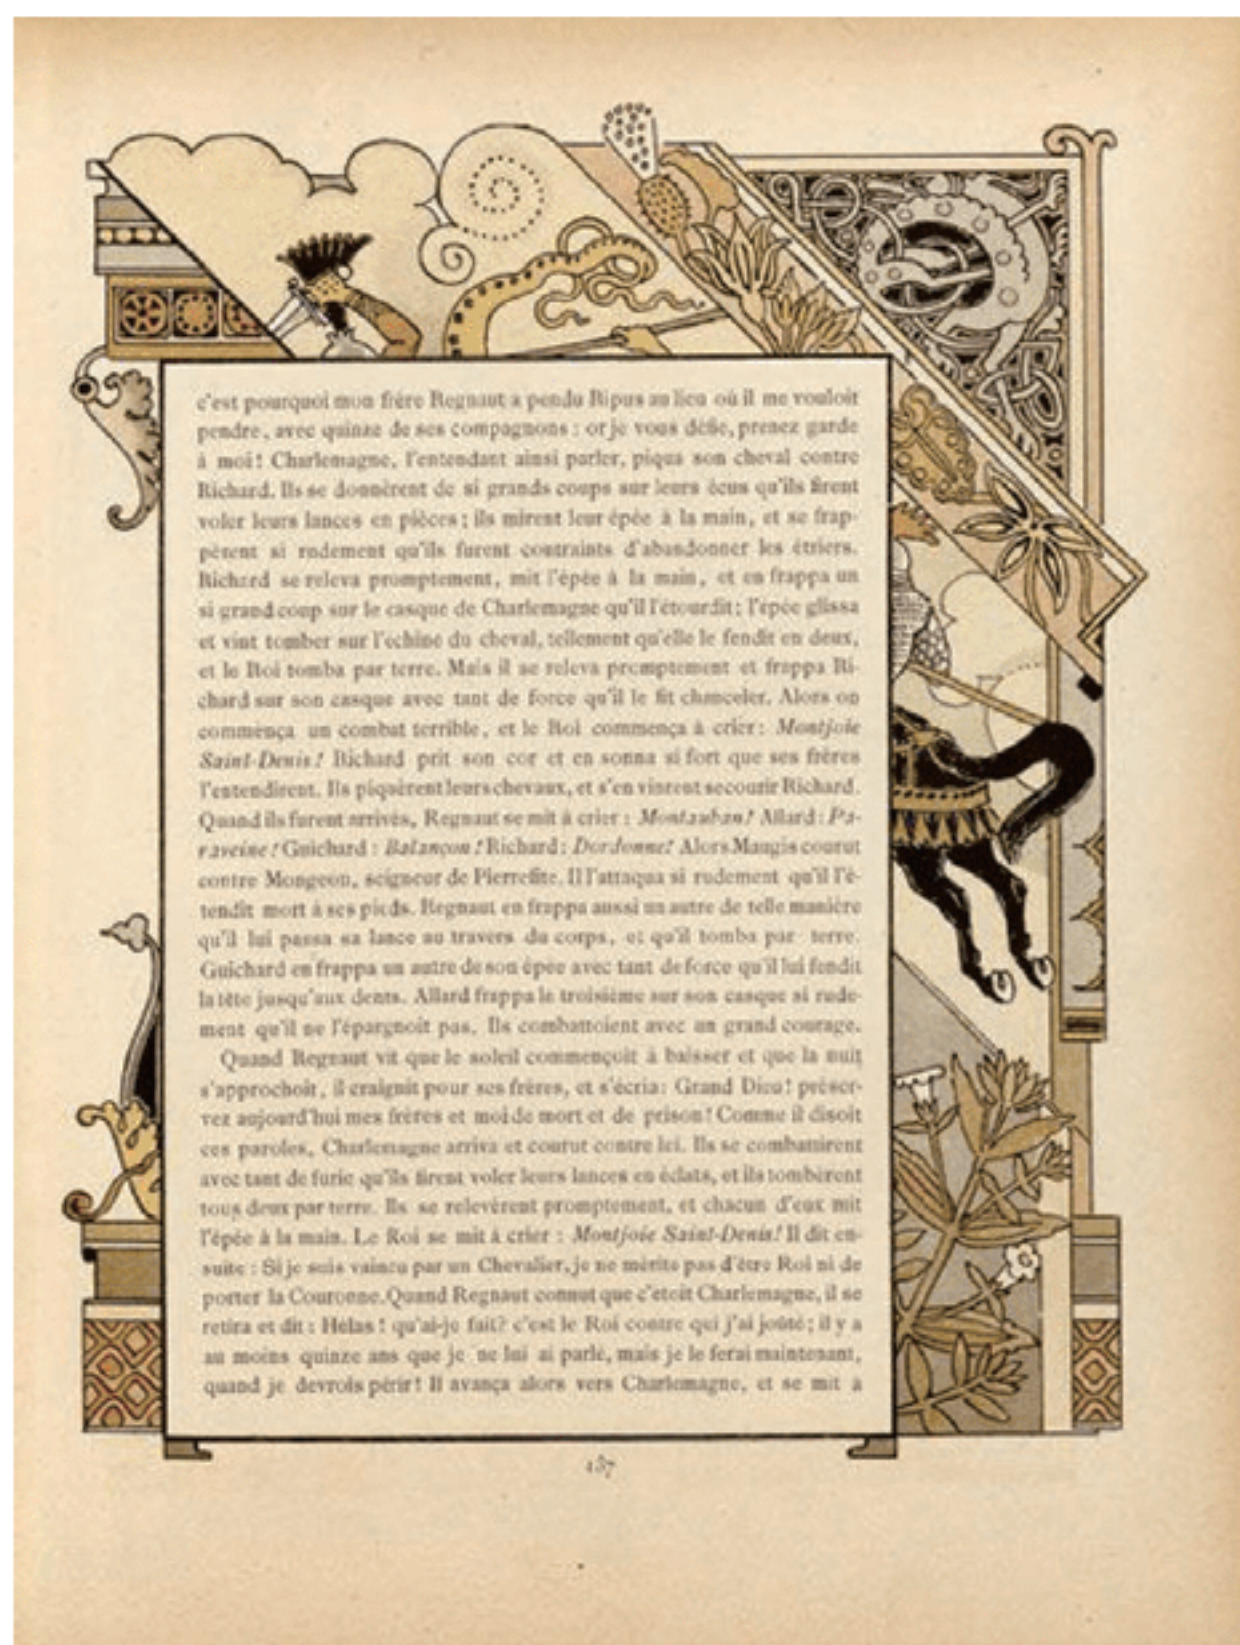 c'est pourquoi mon frère Regnaut a pendu Ripus au lieu où il me vouloit
pendre, avec quinze de ses compagnons : or je vous défie, prenez garde
à moi! Charlemagne, l'entendant ainsi parler, piqua son cheval contre
Richard. Ils se donnèrent de si grands coups sur leurs écus qu'ils firent
voler leurs lances en pièces; ils mirent leur épée à la main, et se frap-
pèrent si rudement qu'ils furent contraints d'abandonner les étriers.
Richard se releva promptement, mit l'épée à la main, et en frappa un
si grand coup sur le casque de Charlemagne qu'il l'étourdit; l'épée glissa
et vint tomber sur l'echine du cheval, tellement qu'elle le fendit en deux,
et le Roi tomba par terre. Mais il se releva promptement et frappa Ri-
chard sur son casque avec tant de force qu'il le fit chanceler. Alors on
commença un combat terrible, et le Roi commença à crier: Montjoie
Saint-Denis! Richard prit son cor et en sonna si fort que ses frères
l'entendirent. Ils piquèrent leurs chevaux, et s'en vinrent secourir Richard.
Quand ils furent arrivés, Regnaut se mit à crier : Montauban! Allard: Pa-
raveine! Guichard : Balançon! Richard: Dordonne! Alors Maugis courut
contre Mongeon, seigneur de Pierrefite. Il l'attaqua si rudement qu'il l'é-
tendit mort à ses pieds. Regnaut en frappa aussi un autre de telle manière
qu'il lui passa sa lance au travers du corps, et qu'il tomba par terre.
Guichard en frappa un autre de son épée avec tant de force qu'il lui fendit
la tête jusqu'aux dents. Allard frappa le troisième sur son casque si rude-
ment qu'il ne l'épargnoit pas. Ils combattoient avec un grand courage.
Quand Regnaut vit que le soleil commençoit à baisser et que la nuit
s'approchoit, il craignit pour ses frères, et s'écria: Grand Dieu! préser-
vez aujourd'hui mes frères et moi de mort et de prison! Comme il disoit
ces paroles, Charlemagne arriva et courut contre lci. Ils se combattirent
avec tant de furie qu'ils firent voler leurs lances en éclats, et ils tombèrent
tous deux par terre. Ils se relevèrent promptement, et chacun d'eux mit
l'épée à la main. Le Roi se mit à crier : Montjoie Saint-Denis! Il dit en-
suite : Si je suis vaincu par un Chevalier, je ne mérite pas d'être Roi ni de
porter la Couronne. Quand Regnaut connut que c'étoit Charlemagne, il se
retira et dit : Hélas ! qu'ai-je fait? c'est le Roi contre qui j'ai joûté; il y a
au moins quinze ans que je ne lui ai parlé, mais je le ferai maintenant,
quand je devrois périr! Il avança alors vers Charlemagne, et se mit à
137